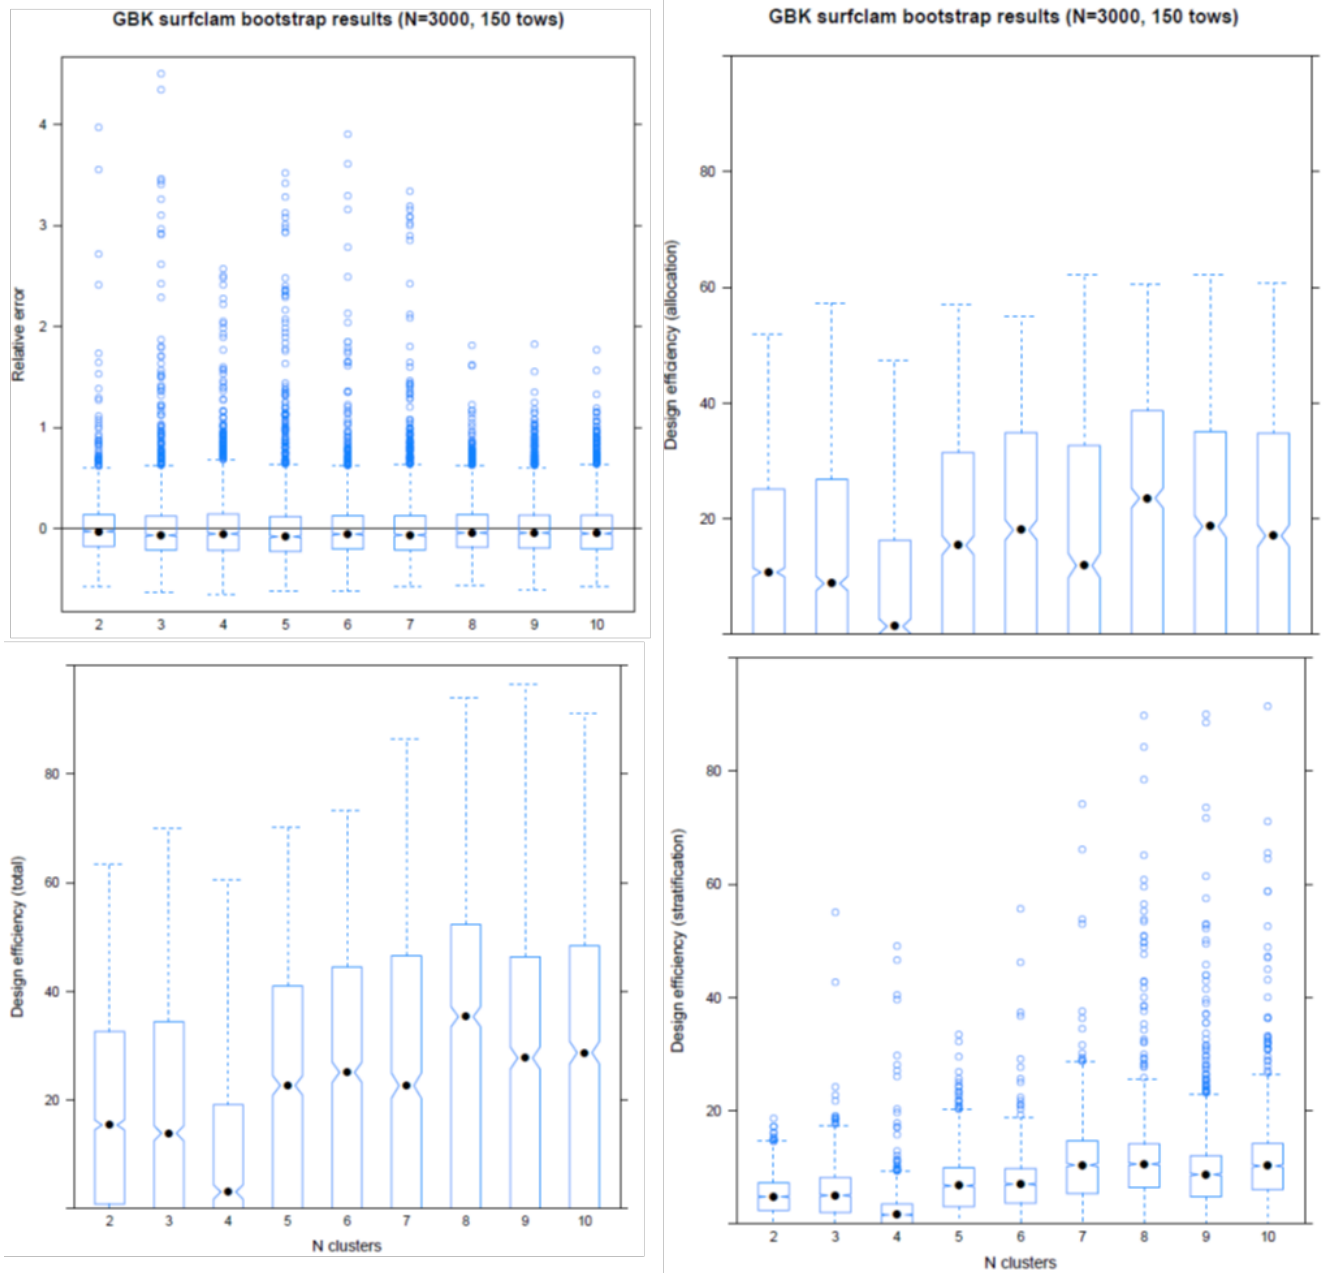 GBK surfclam bootstrap results (N=3000, 150 tows)
Relative error
4
3
2
1
0
2 3 4 5 6 7 8 9 10
GBK surfclam bootstrap results (N=3000, 150 tows)
Design efficiency (allocation)
80
60
40
20
Design efficiency (total)
80
60
40
20
2 3 4 5 6 7 8 9 10
N clusters
Design efficiency (stratification)
80
60
40
20
2 3 4 5 6 7 8 9 10
N clusters